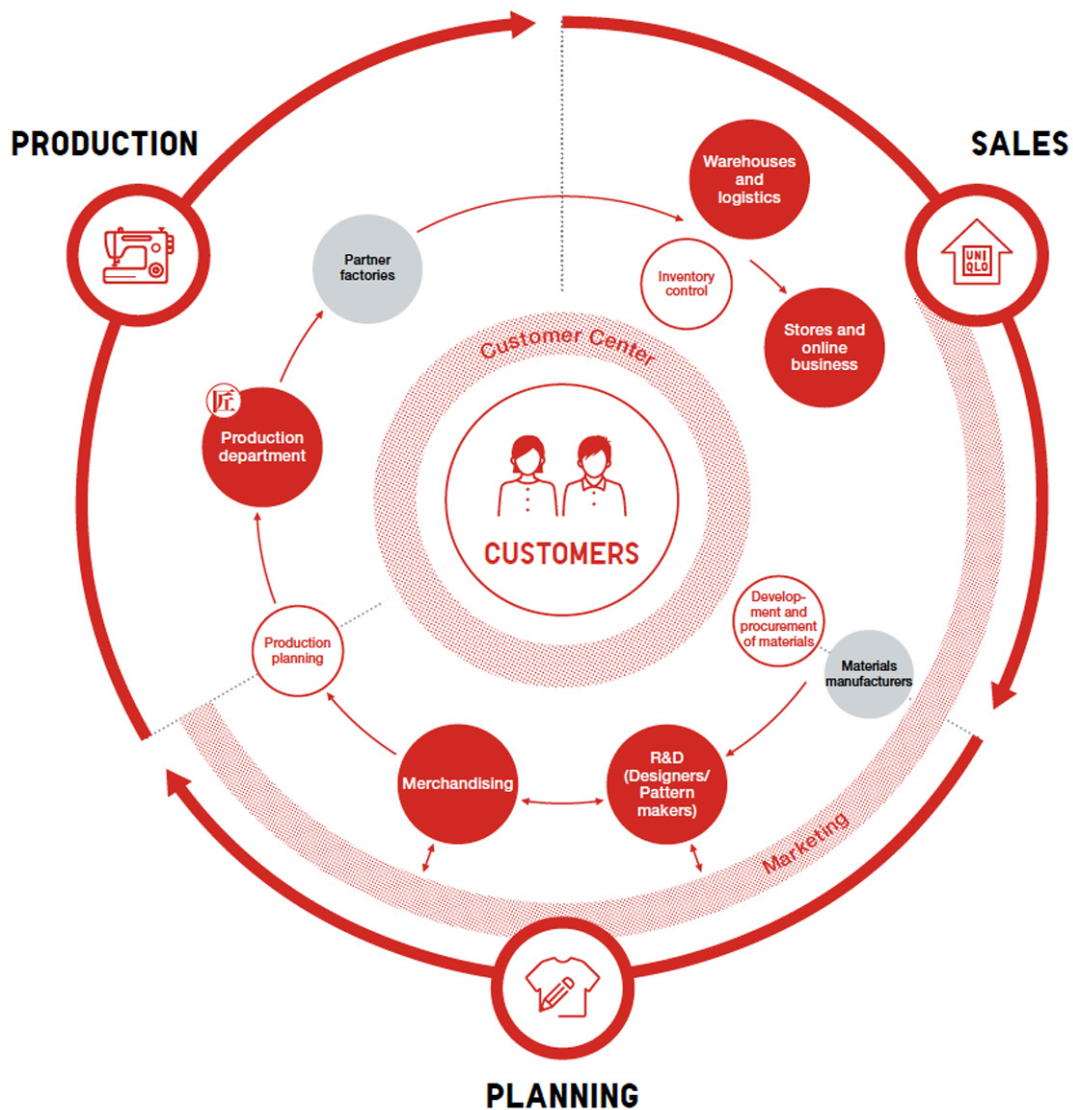 PRODUCTION
SALES
Warehouses
and
logistics
Partner
factories
Inventory
control
UNI
QLO
Stores and
online
business
Customer Center
匠
Production
department
CUSTOMERS
Develop-
ment and
procurement
of materials
Production
planning
Materials
manufacturers
Merchandising
R&D
(Designers/
Pattern
makers)
Marketing
PLANNING